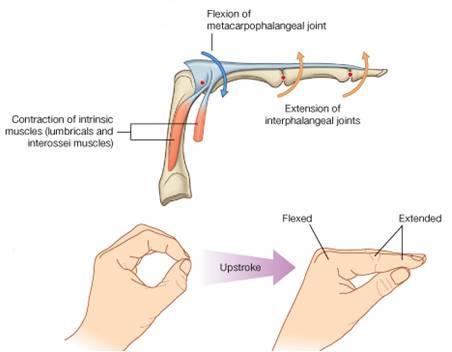 Flexion of
metacarpophalangeal joint
Contraction of intrinsic
muscles (lumbricals and
interossei muscles)
Extension of
interphalangeal joints
Flexed
Extended
Upstroke